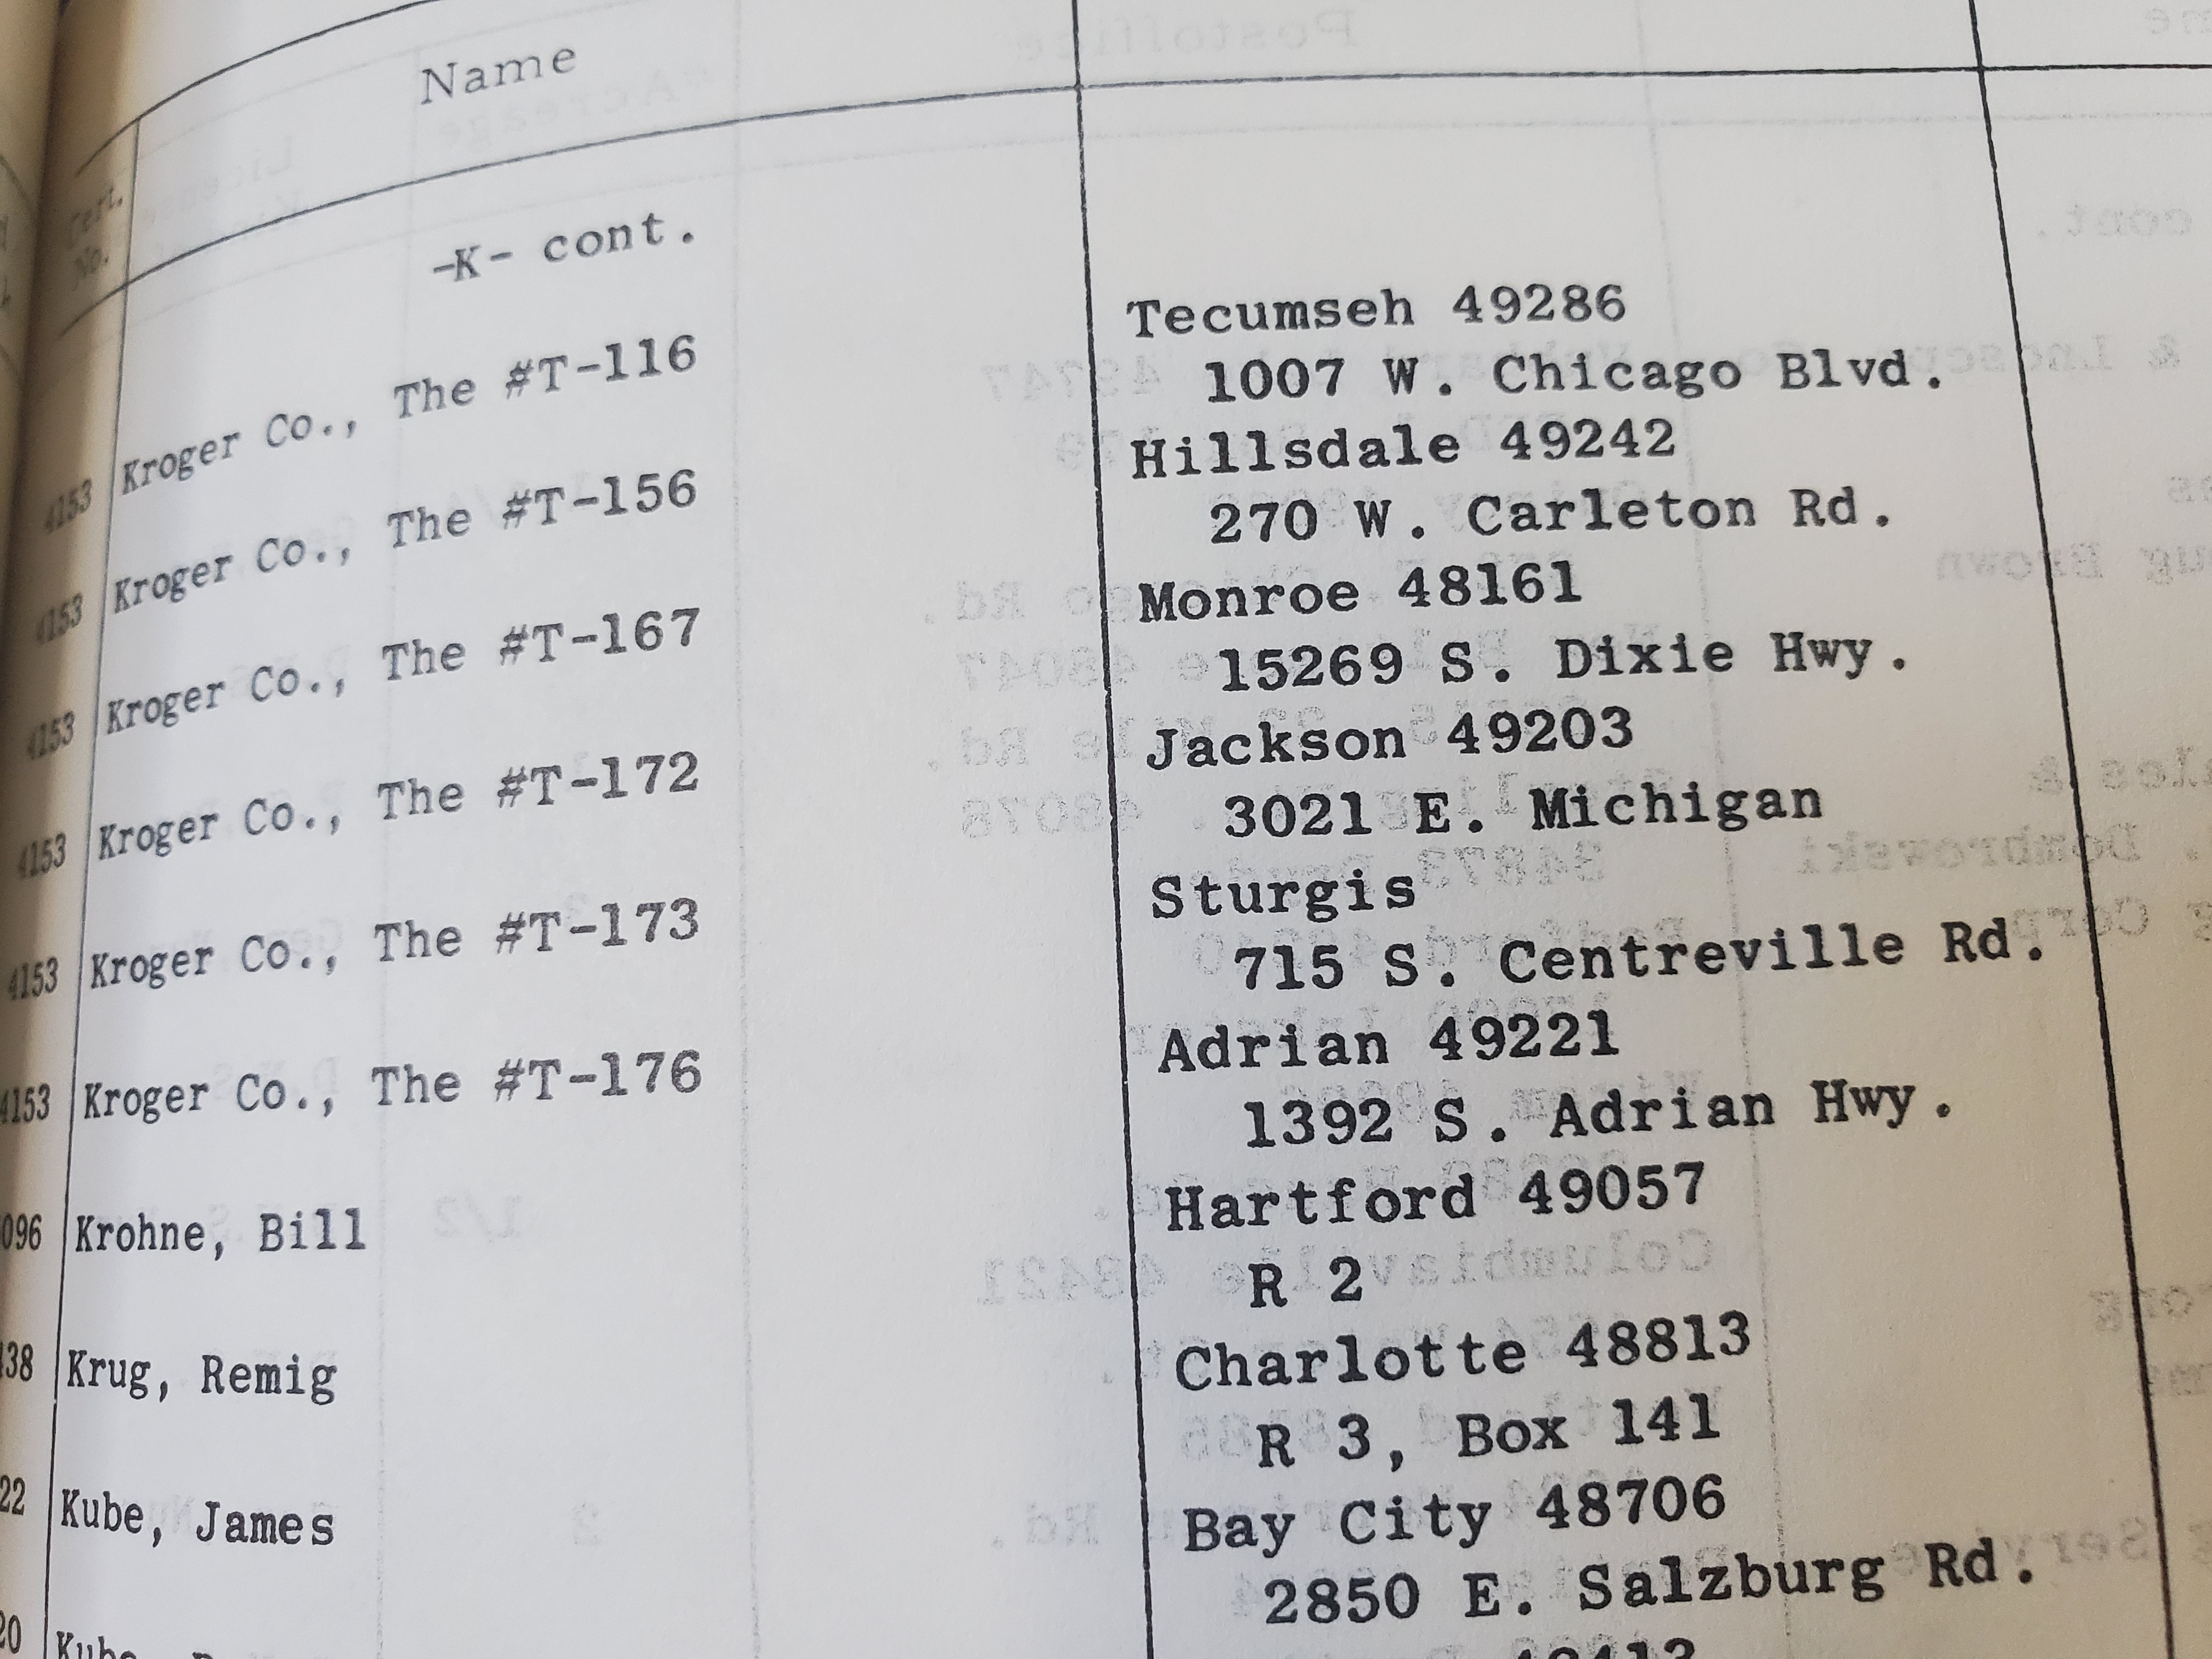 Name
Cert.
No.
-K- cont.
4153 Kroger Co., The #T-116 Tecumseh 49286
1007 W. Chicago Blvd.
4153 Kroger Co., The #T-156 Hillsdale 49242
270 W. Carleton Rd.
4153 Kroger Co., The #T-167 Monroe 48161
15269 S. Dixie Hwy.
4153 Kroger Co., The #T-172 Jackson 49203
3021 E. Michigan
4153 Kroger Co., The #T-173 Sturgis
715 S. Centreville Rd.
4153 Kroger Co., The #T-176 Adrian 49221
1392 S. Adrian Hwy.
096 Krohne, Bill Hartford 49057
R 2
38 Krug, Remig Charlotte 48813
R 3, Box 141
22 Kube, James Bay City 48706
2850 E. Salzburg Rd.
20